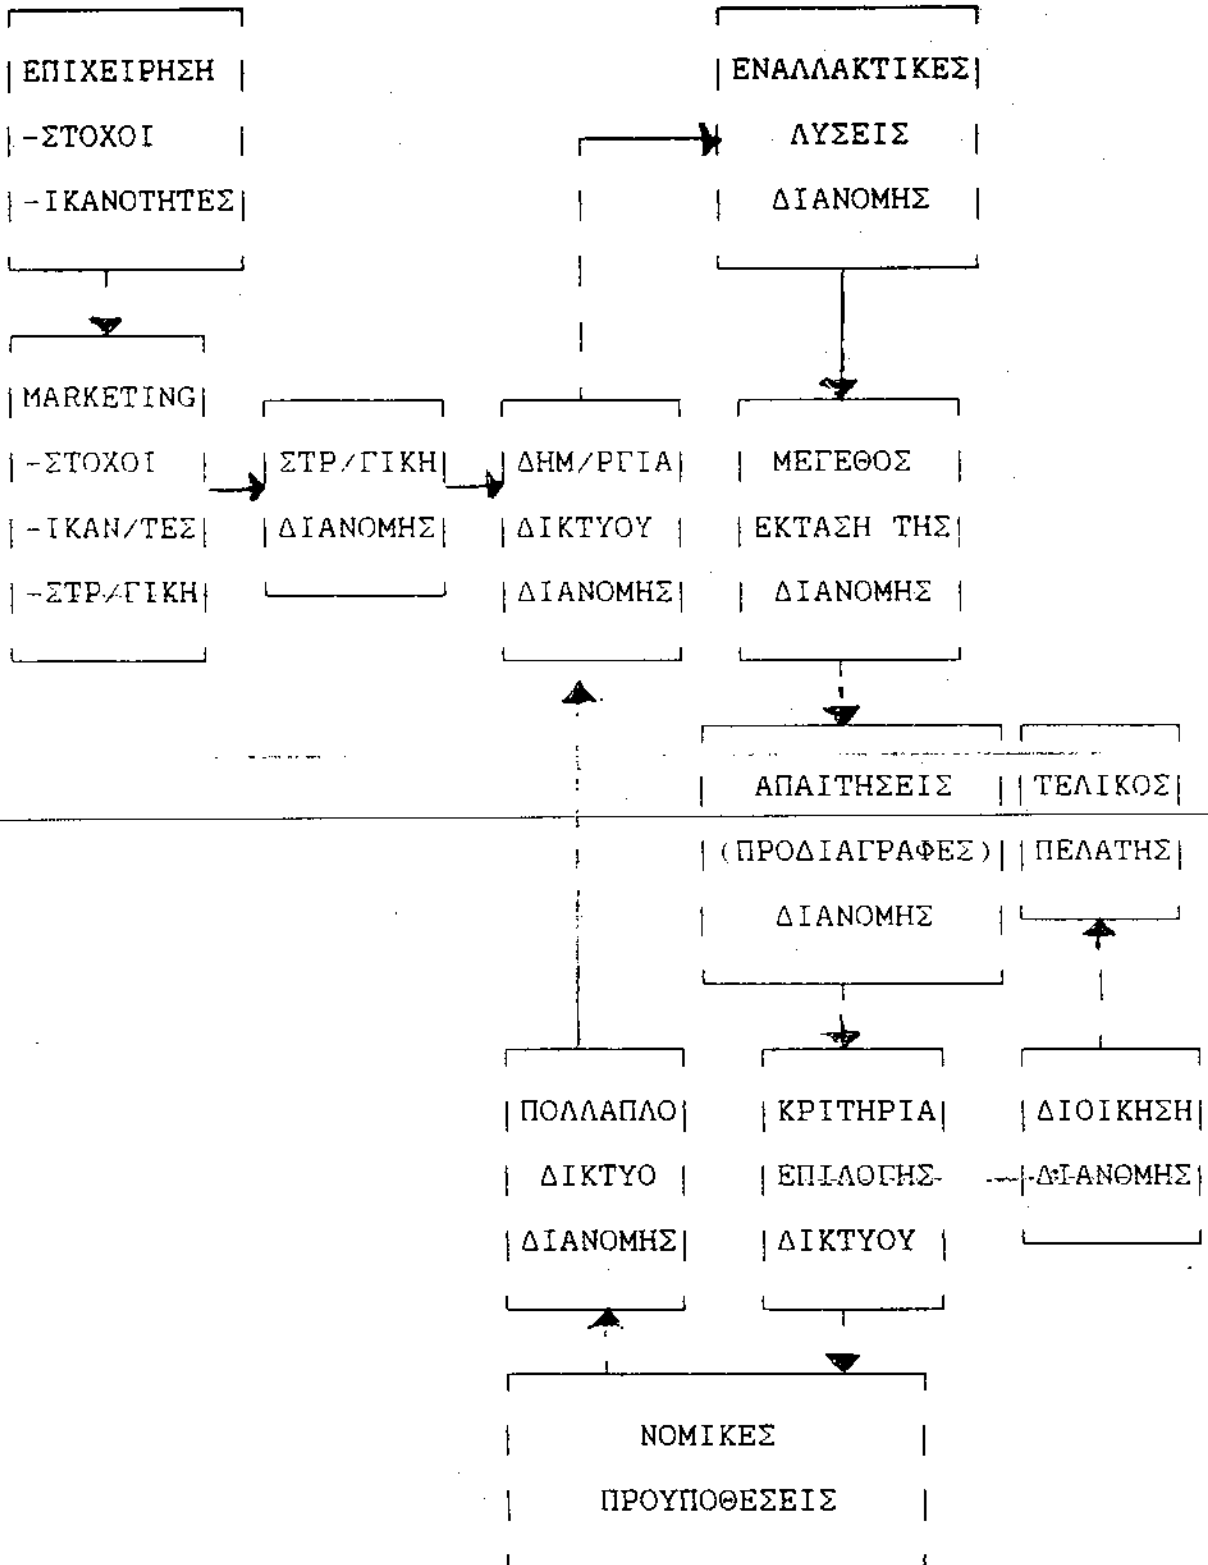 ΕΠΙΧΕΙΡΗΣΗ
-ΣΤΟΧΟΙ
-ΙΚΑΝΟΤΗΤΕΣ
ΕΝΑΛΛΑΚΤΙΚΕΣ
ΛΥΣΕΙΣ
ΔΙΑΝΟΜΗΣ
MARKETING
-ΣΤΟΧΟΙ
-ΙΚΑΝ/ΤΕΣ
-ΣΤΡ/ΓΙΚΗ
ΣΤΡ/ΓΙΚΗ
ΔΙΑΝΟΜΗΣ
ΔΗΜ/ΡΓΙΑ
ΔΙΚΤΥΟΥ
ΔΙΑΝΟΜΗΣ
ΜΕΓΕΘΟΣ
ΕΚΤΑΣΗ ΤΗΣ
ΔΙΑΝΟΜΗΣ
ΑΠΑΙΤΗΣΕΙΣ
(ΠΡΟΔΙΑΓΡΑΦΕΣ)
ΔΙΑΝΟΜΗΣ
ΤΕΛΙΚΟΣ
ΠΕΛΑΤΗΣ
ΠΟΛΛΑΠΛΟ
ΔΙΚΤΥΟ
ΔΙΑΝΟΜΗΣ
ΚΡΙΤΗΡΙΑ
ΕΠΙΛΟΓΗΣ
ΔΙΚΤΥΟΥ
ΔΙΟΙΚΗΣΗ
ΔΙΑΝΟΜΗΣ
ΝΟΜΙΚΕΣ
ΠΡΟΥΠΟΘΕΣΕΙΣ